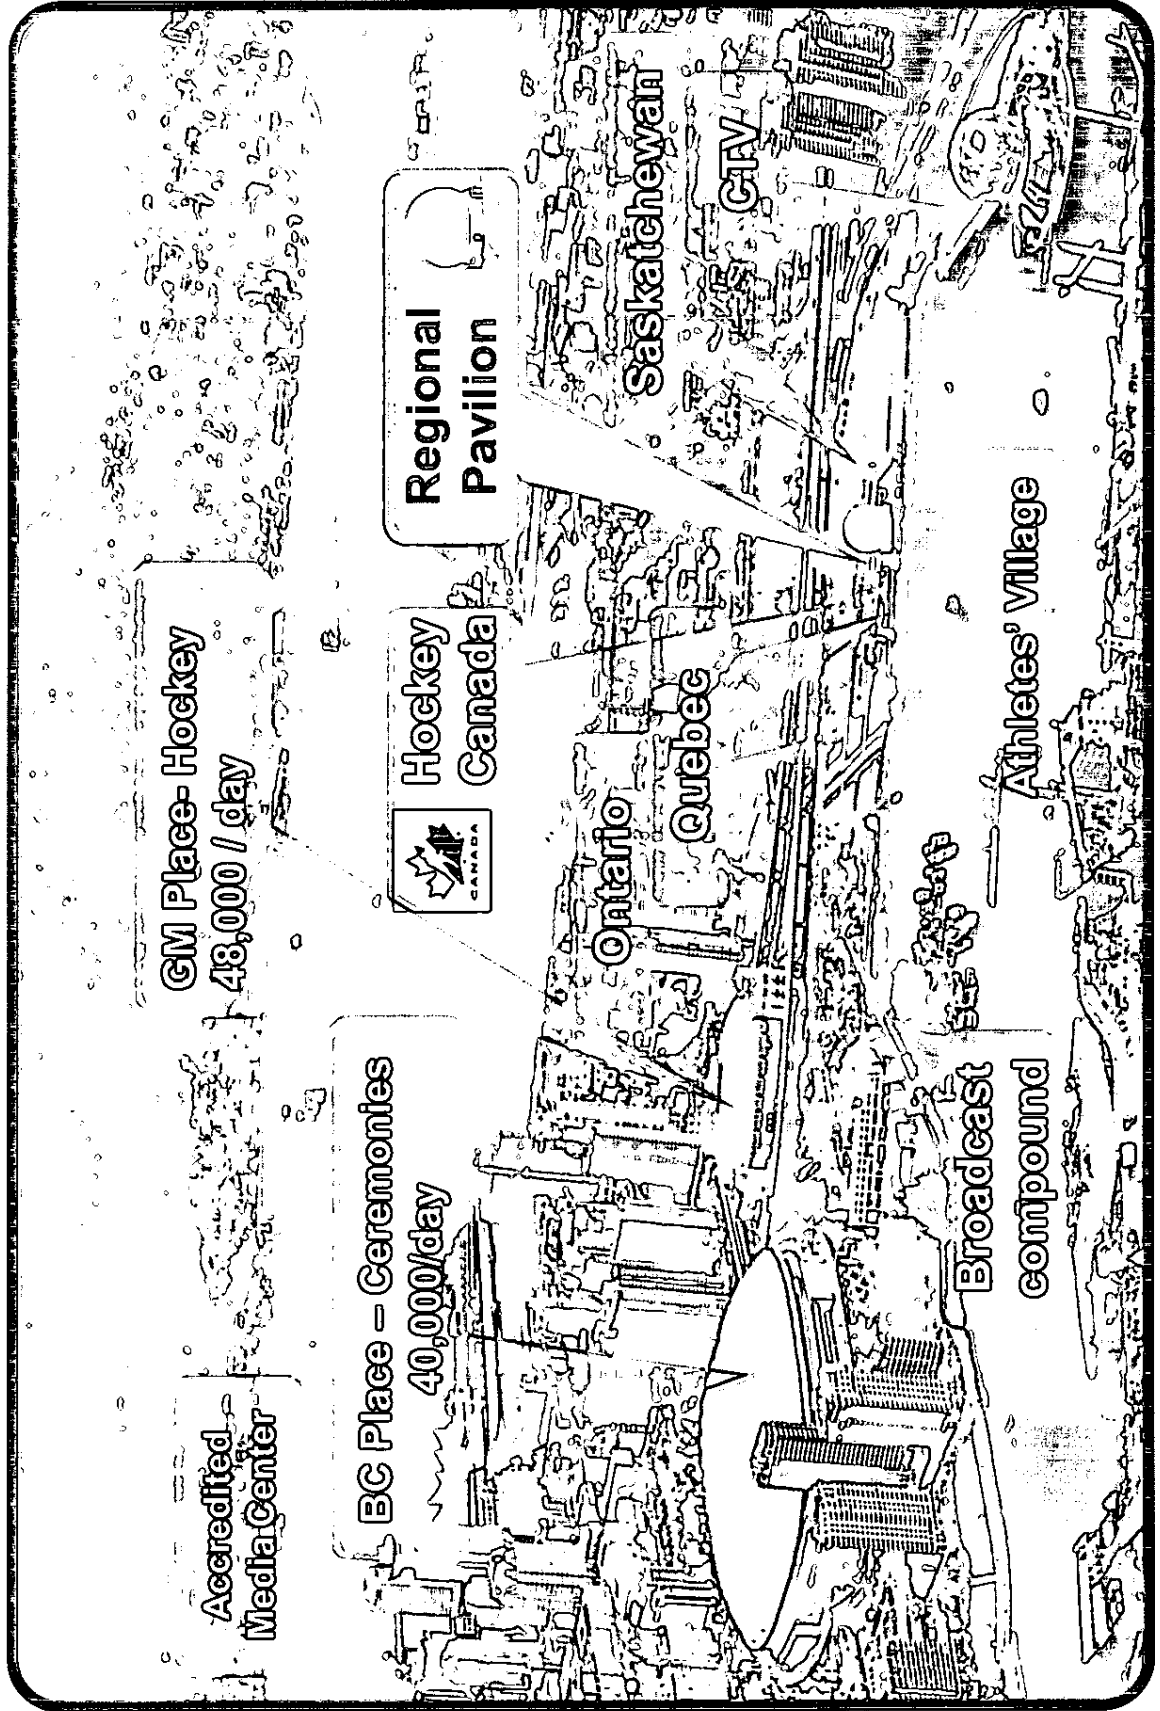 Accredited
Media Center
GM Place- Hockey
48,000 / day
BC Place – Ceremonies
40,000/day
CANADA
Hockey
Canada
Regional
Pavilion
Ontario
Quebec
Saskatchewan
CTV
Broadcast
compound
Athletes' Village